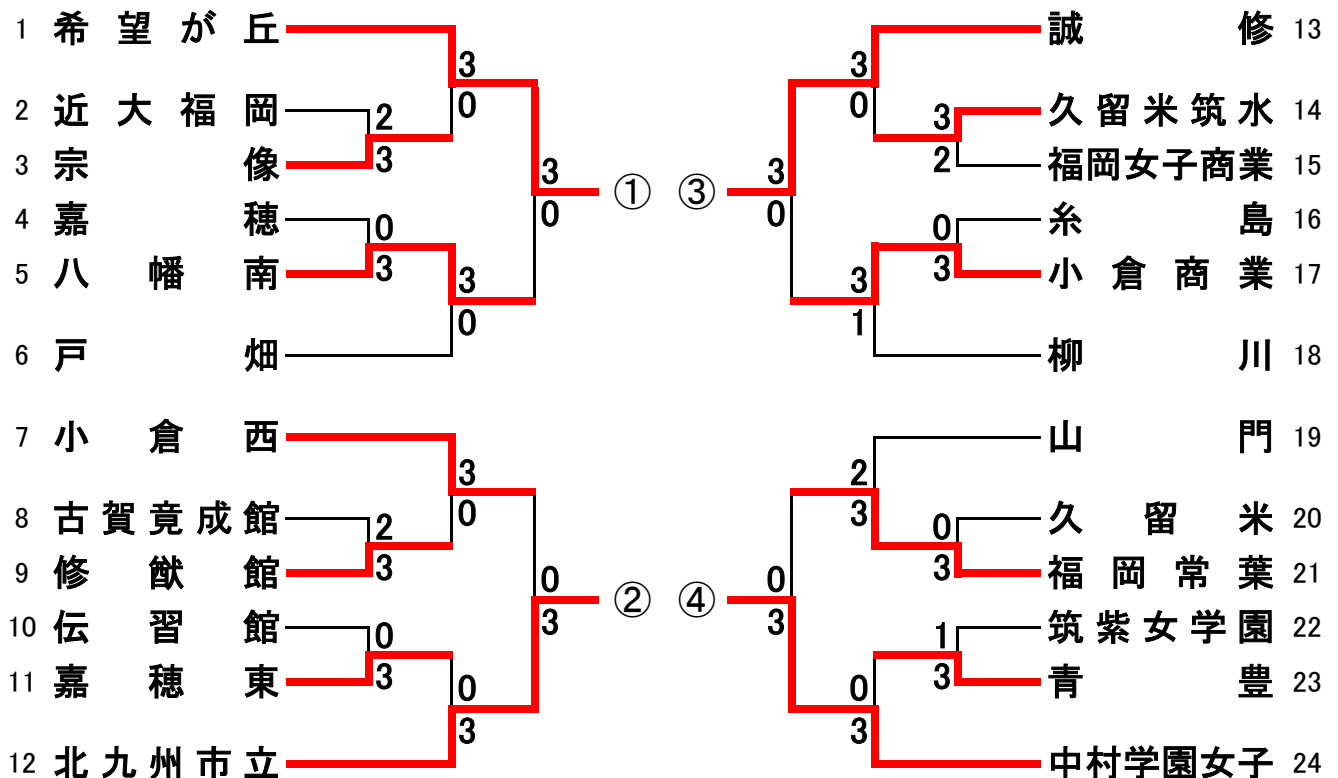 1 希望が丘
3
0
2 近大福岡
2
3
3 宗像
3
0
①
4 嘉穂
0
3
5 八幡南
3
0
6 戸畑
7 小倉西
3
0
8 古賀竟成館
2
3
9 修猷館
0
3
②
10 伝習館
0
3
11 嘉穂東
0
3
12 北九州市立
誠修 13
3
0
久留米筑水 14
3
2
福岡女子商業 15
③
3
0
糸島 16
0
3
小倉商業 17
3
1
柳川 18
山門 19
2
3
久留米 20
0
3
福岡常葉 21
④
0
3
筑紫女学園 22
1
3
青豊 23
0
3
中村学園女子 24